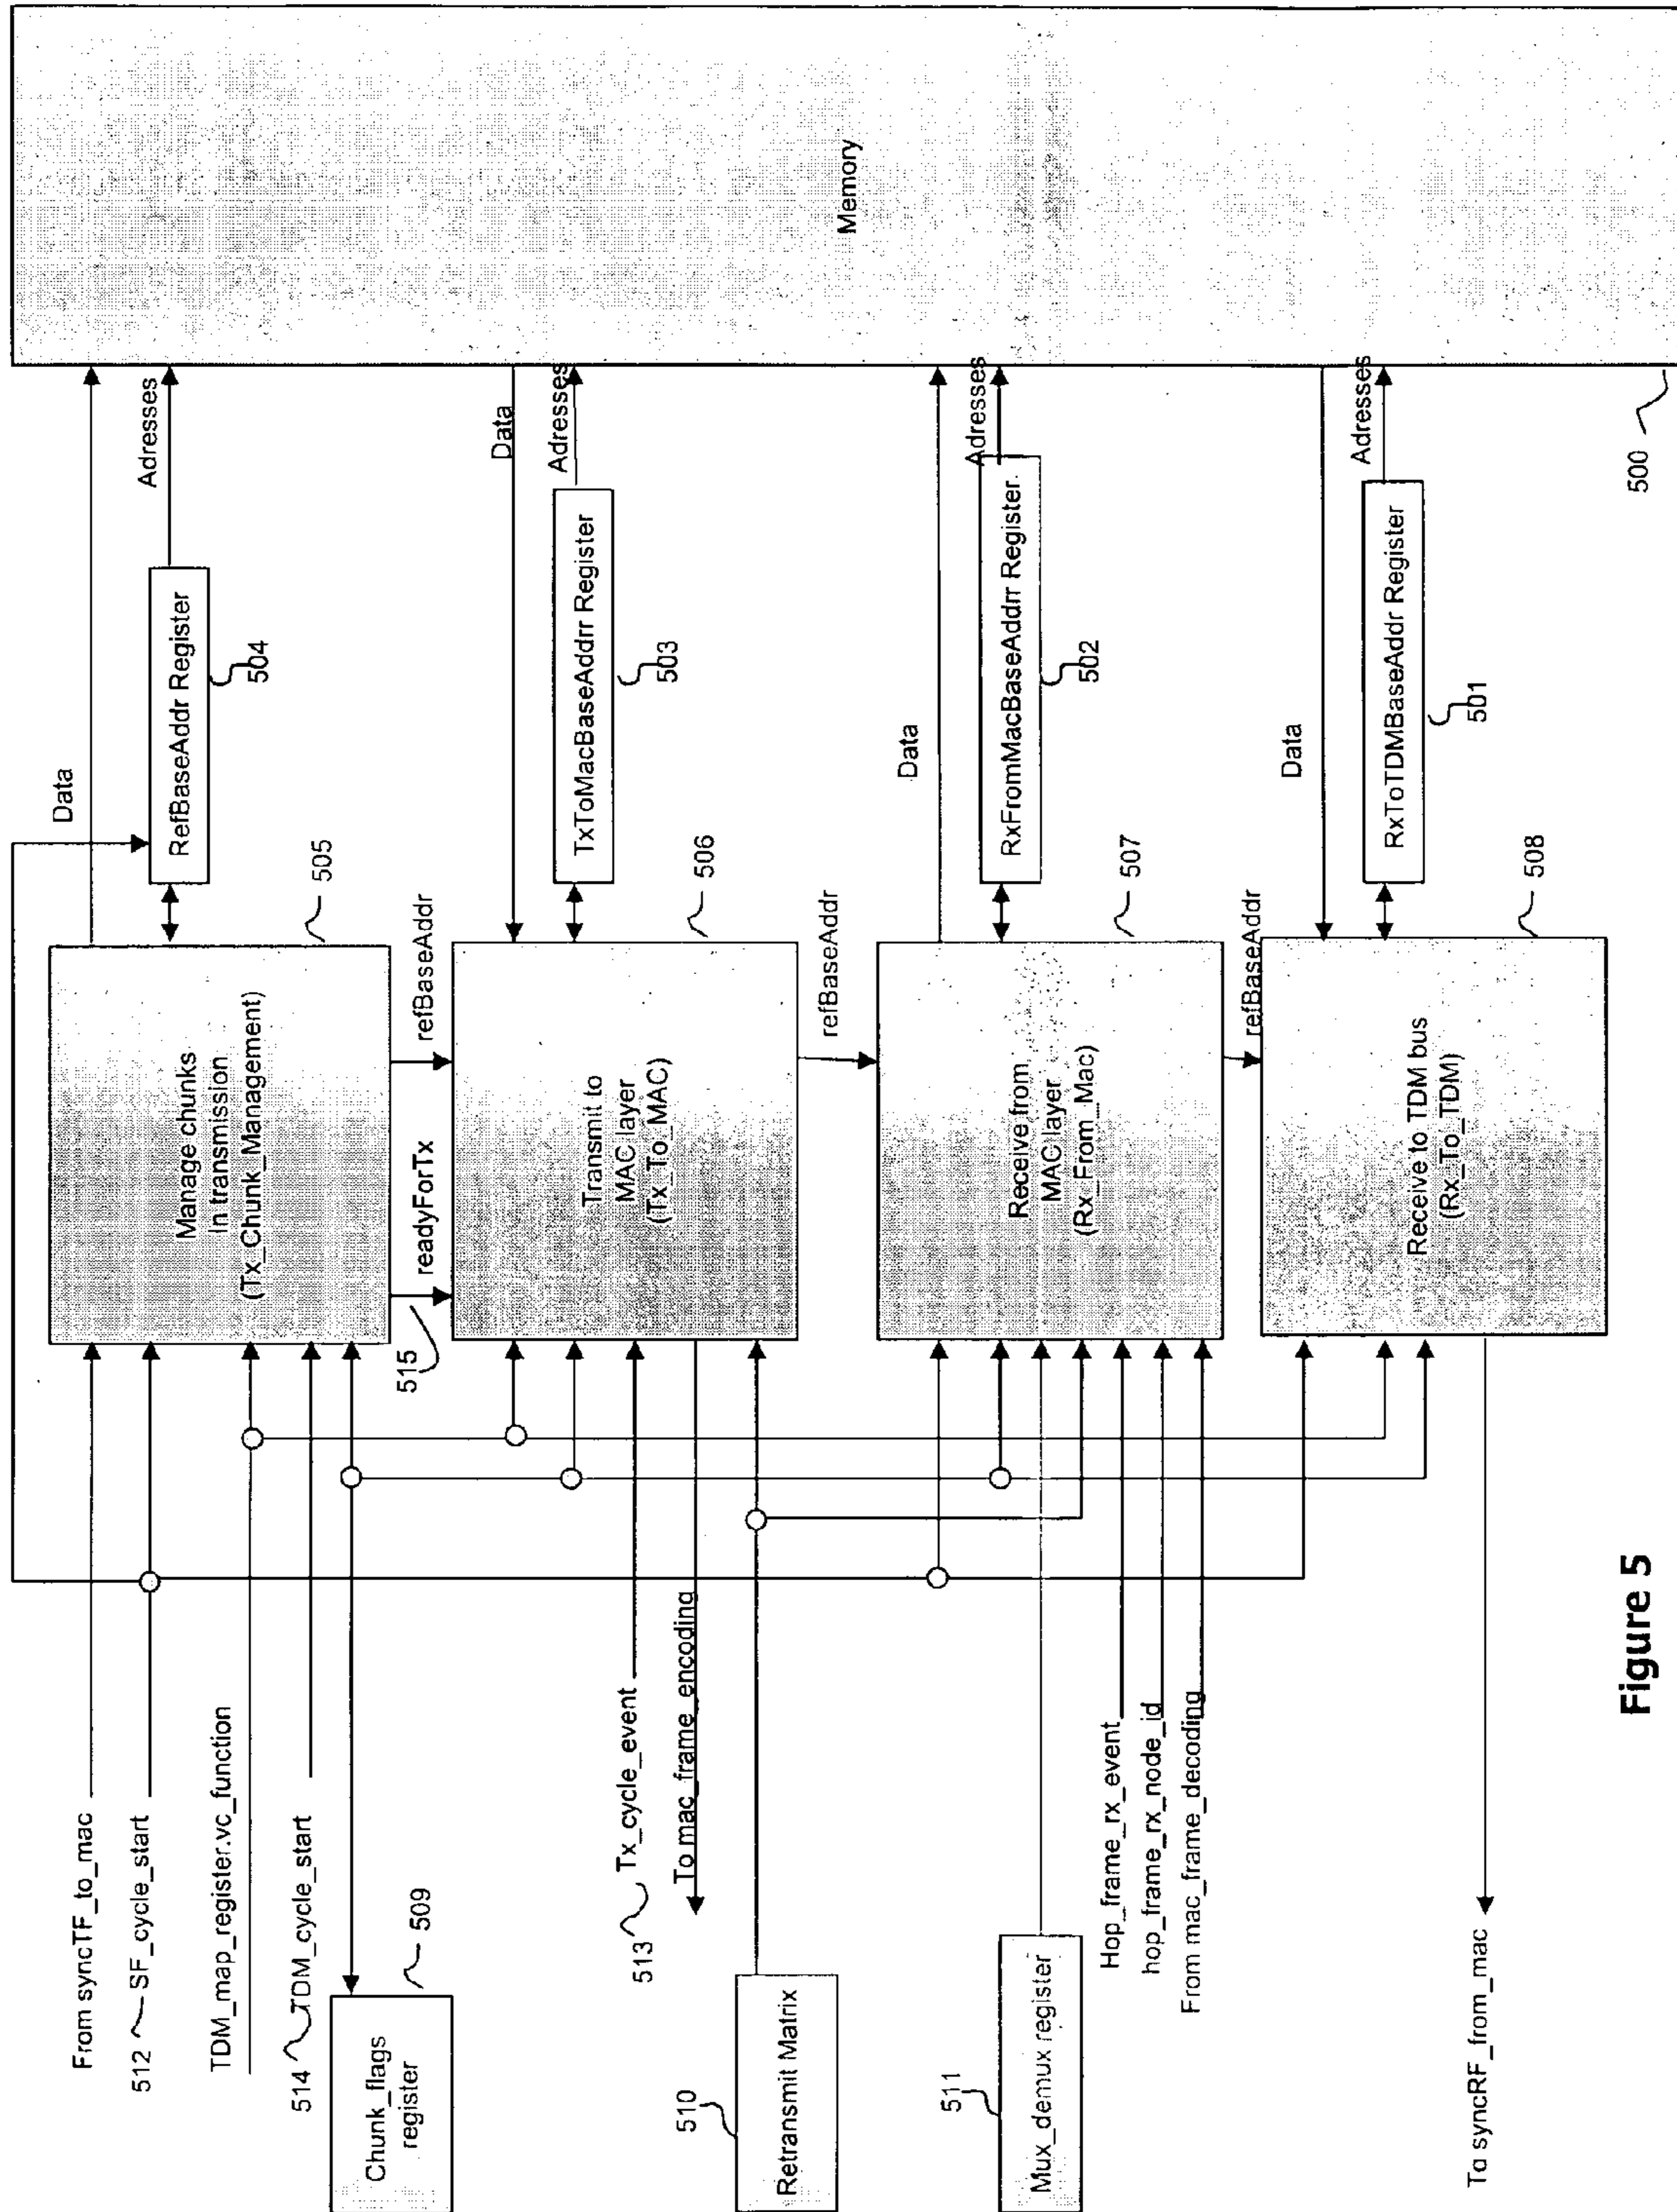 Memory
500
Data
Adresses
RefBaseAddr Register
504
Data
Adresses
TxToMacBaseAddrr Register
503
Data
Adresses
RxFromMacBaseAddrr Register
502
Data
Adresses
RxToTDMBaseAddr Register
501
Manage chunks
In transmission
(Tx_Chunk_Management)
505
refBaseAddr
readyForTx
515
Transmit to
MAC layer
(Tx_To_MAC)
506
refBaseAddr
Receive from
MAC layer
(Rx_From_Mac)
507
refBaseAddr
Receive to TDM bus
(Rx_To_TDM)
508
From syncTF_to_mac
512 SF_cycle_start
TDM_map_register.vc_function
514 TDM_cycle_start
Chunk_flags
register
509
513 Tx_cycle_event
To mac_frame_encoding
510
Retransmit Matrix
511
Mux_demux register
Hop_frame_rx_event
hop_frame_rx_node_id
From mac_frame_decoding
To syncRF_from_mac
Figure 5